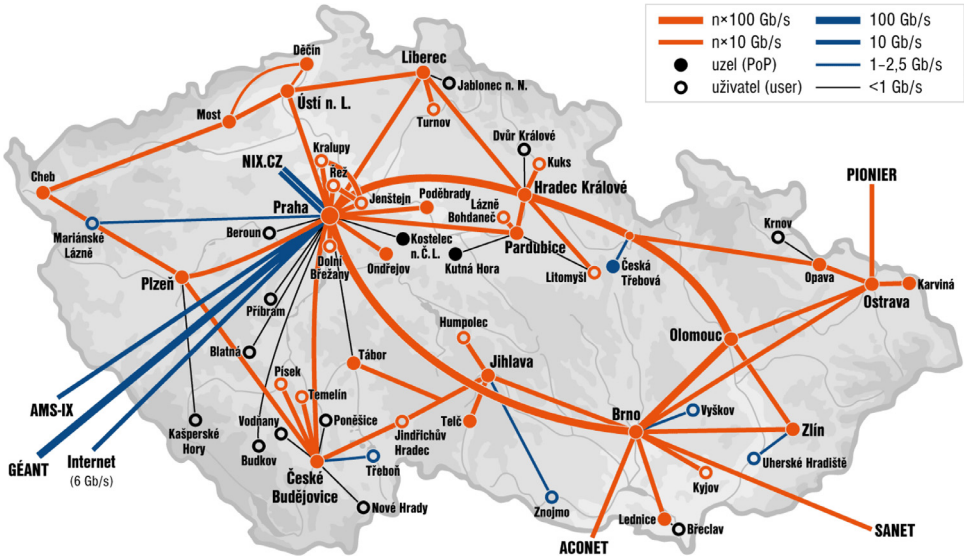 n×100 Gb/s
100 Gb/s
n×10 Gb/s
10 Gb/s
uzel (PoP)
1–2,5 Gb/s
uživatel (user)
<1 Gb/s
Děčín
Liberec
Jablonec n. N.
Ústí n. L.
Most
Turnov
Dvůr Králové
Kralupy
Kuks
NIX.CZ
Řež
Cheb
Jenštejn
Poděbrady
Hradec Králové
PIONIER
Praha
Lázně
Bohdaneč
Mariánské
Lázně
Beroun
Kostelec
n. Č. L.
Pardubice
Krnov
Dolní
Břežany
Ondřejov
Kutná Hora
Litomyšl
Česká
Třebová
Opava
Karviná
Plzeň
Ostrava
Příbram
Humpolec
Olomouc
Blatná
Tábor
Jihlava
Písek
Temelín
AMS-IX
Vodňany
Poněšice
Telč
Brno
Vyškov
Zlín
Kašperské
Hory
Jindřichův
Hradec
GÉANT
Internet
(6 Gb/s)
Budkov
České
Budějovice
Třeboň
Uherské Hradiště
Kyjov
Znojmo
Nové Hrady
Lednice
Břeclav
SANET
ACONET